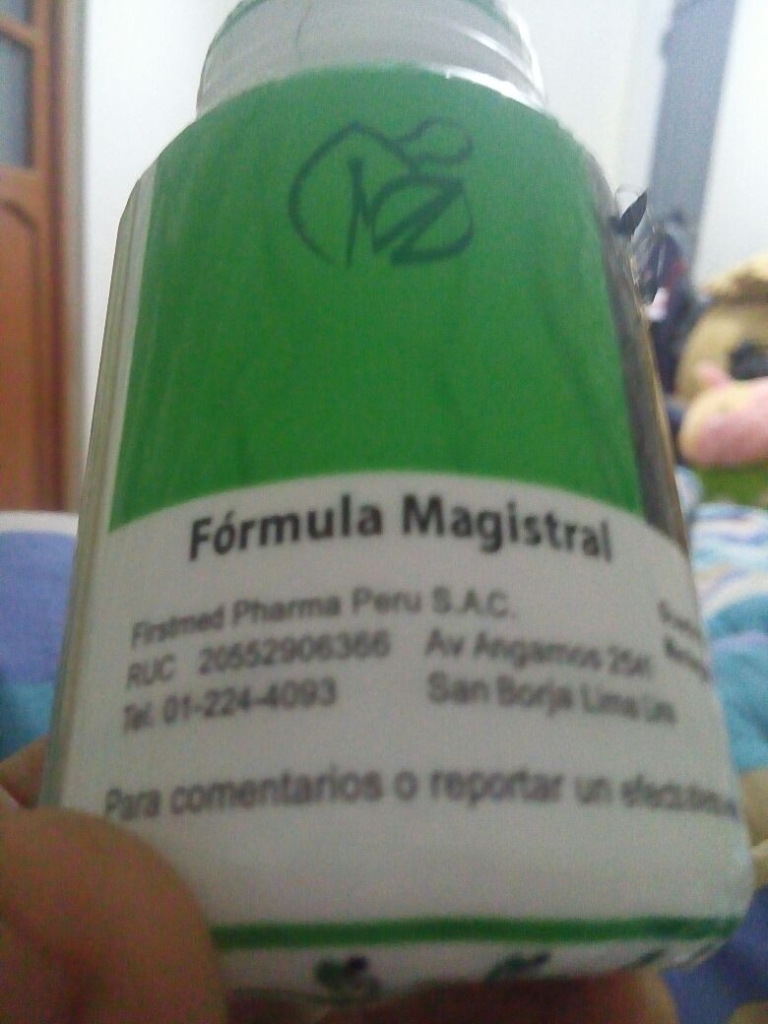 Fórmula Magistral
Firstmed Pharma Peru S.A.C.
RUC 20552906366 Av Angamos 2541
Tel. 01-224-4093 San Borja Lima
Para comentarios o reportar un